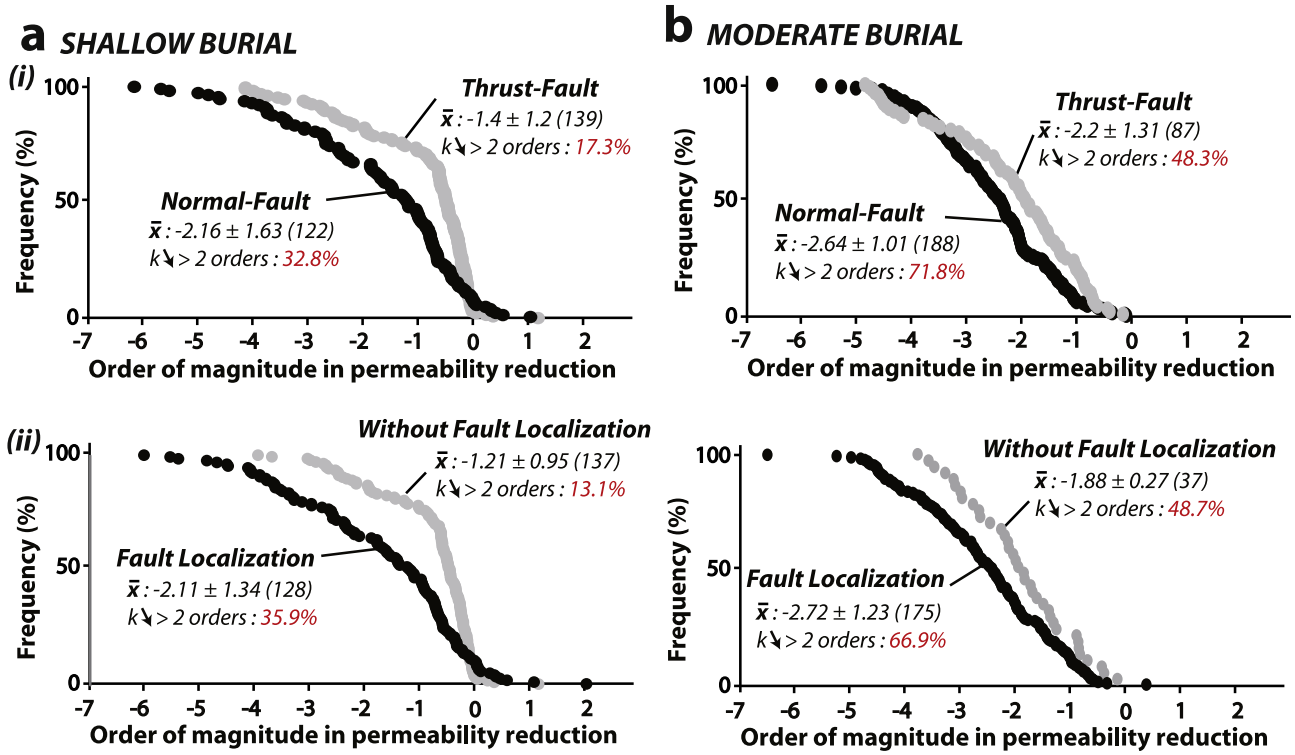 a SHALLOW BURIAL
(i)
Frequency (%)
100
50
0
Thrust-Fault
x̄ : -1.4 ± 1.2 (139)
k↘ > 2 orders : 17.3%
Normal-Fault
x̄ : -2.16 ± 1.63 (122)
k↘ > 2 orders : 32.8%
-7 -6 -5 -4 -3 -2 -1 0 1 2
Order of magnitude in permeability reduction
b MODERATE BURIAL
Frequency (%)
100
50
0
Thrust-Fault
x̄ : -2.2 ± 1.31 (87)
k↘ > 2 orders : 48.3%
Normal-Fault
x̄ : -2.64 ± 1.01 (188)
k↘ > 2 orders : 71.8%
-7 -6 -5 -4 -3 -2 -1 0 1 2
Order of magnitude in permeability reduction
(ii)
Frequency (%)
100
50
0
Without Fault Localization
x̄ : -1.21 ± 0.95 (137)
k↘ > 2 orders : 13.1%
Fault Localization
x̄ : -2.11 ± 1.34 (128)
k↘ > 2 orders : 35.9%
-7 -6 -5 -4 -3 -2 -1 0 1 2
Order of magnitude in permeability reduction
Frequency (%)
100
50
0
Without Fault Localization
x̄ : -1.88 ± 0.27 (37)
k↘ > 2 orders : 48.7%
Fault Localization
x̄ : -2.72 ± 1.23 (175)
k↘ > 2 orders : 66.9%
-7 -6 -5 -4 -3 -2 -1 0 1 2
Order of magnitude in permeability reduction